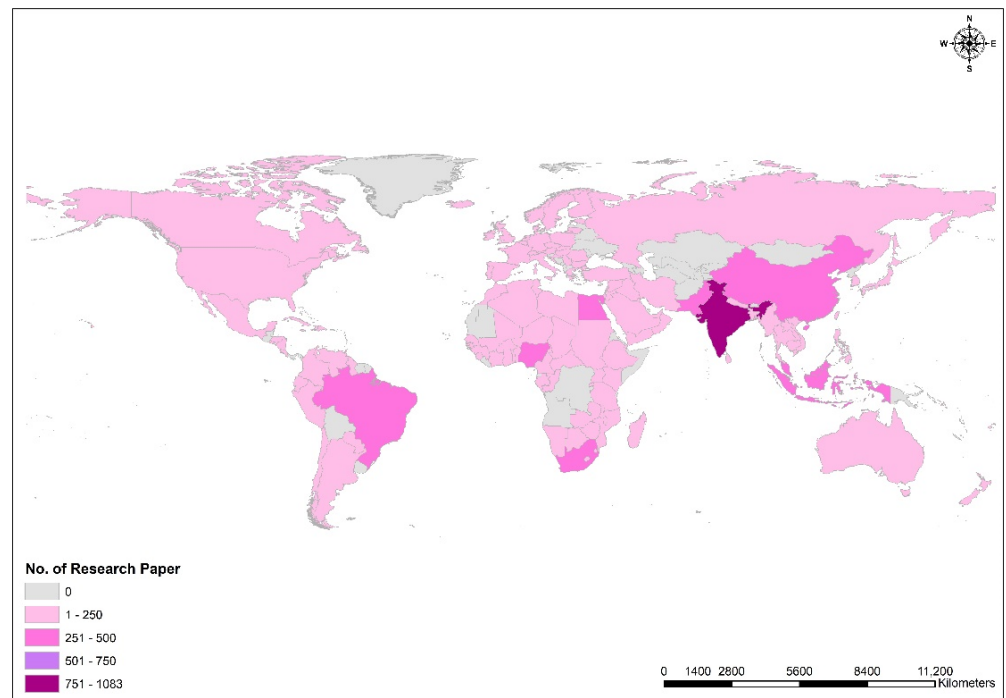 N
W E
S
No. of Research Paper
0
1 - 250
251 - 500
501 - 750
751 - 1083
0 1400 2800 5600 8400 11,200
Kilometers